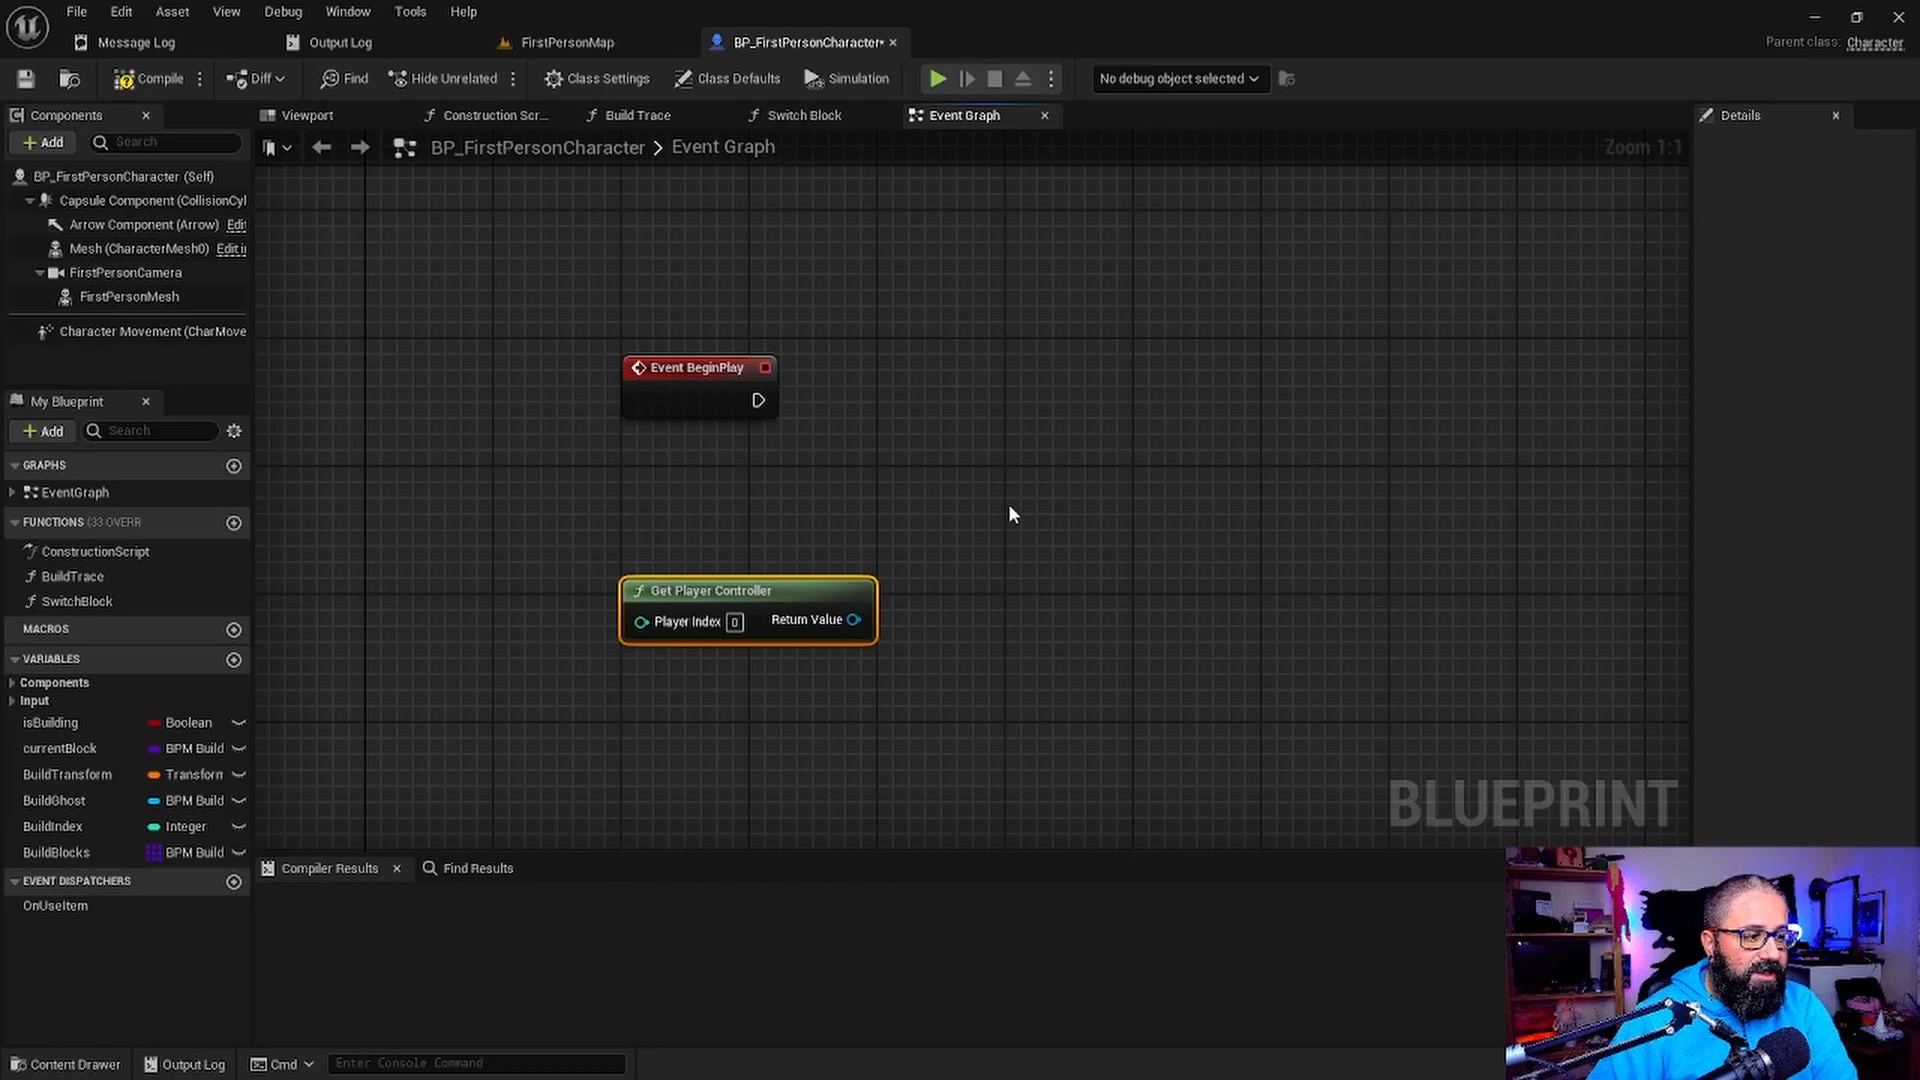 File Edit View Asset Debug Window Tools Help
Message Log Output Log FirstPersonMap BP_FirstPersonCharacter*
Parent class: Character
Compile Diff Find Hide Unrelated Class Settings Class Defaults Simulation No debug object selected
Components
Viewport Construction Scr... Build Trace Switch Block Event Graph
Details
Add Search
BP_FirstPersonCharacter > Event Graph
Zoom 1:1
BP_FirstPersonCharacter (Self)
Capsule Component (CollisionCyl
Arrow Component (Arrow) Edit
Mesh (CharacterMesh0) Edit i
FirstPersonCamera
FirstPersonMesh
Character Movement (CharMove
Event BeginPlay
My Blueprint
Add Search
GRAPHS
EventGraph
FUNCTIONS (33 OVERR
ConstructionScript
BuildTrace
SwitchBlock
Get Player Controller
Player Index 0 Return Value
MACROS
VARIABLES
Components
Input
isBuilding Boolean
currentBlock BPM Build
BuildTransform Transform
BuildGhost BPM Build
BuildIndex Integer
BuildBlocks BPM Build
BLUEPRINT
EVENT DISPATCHERS
OnUseItem
Compiler Results Find Results
Content Drawer Output Log Cmd Enter Console Command